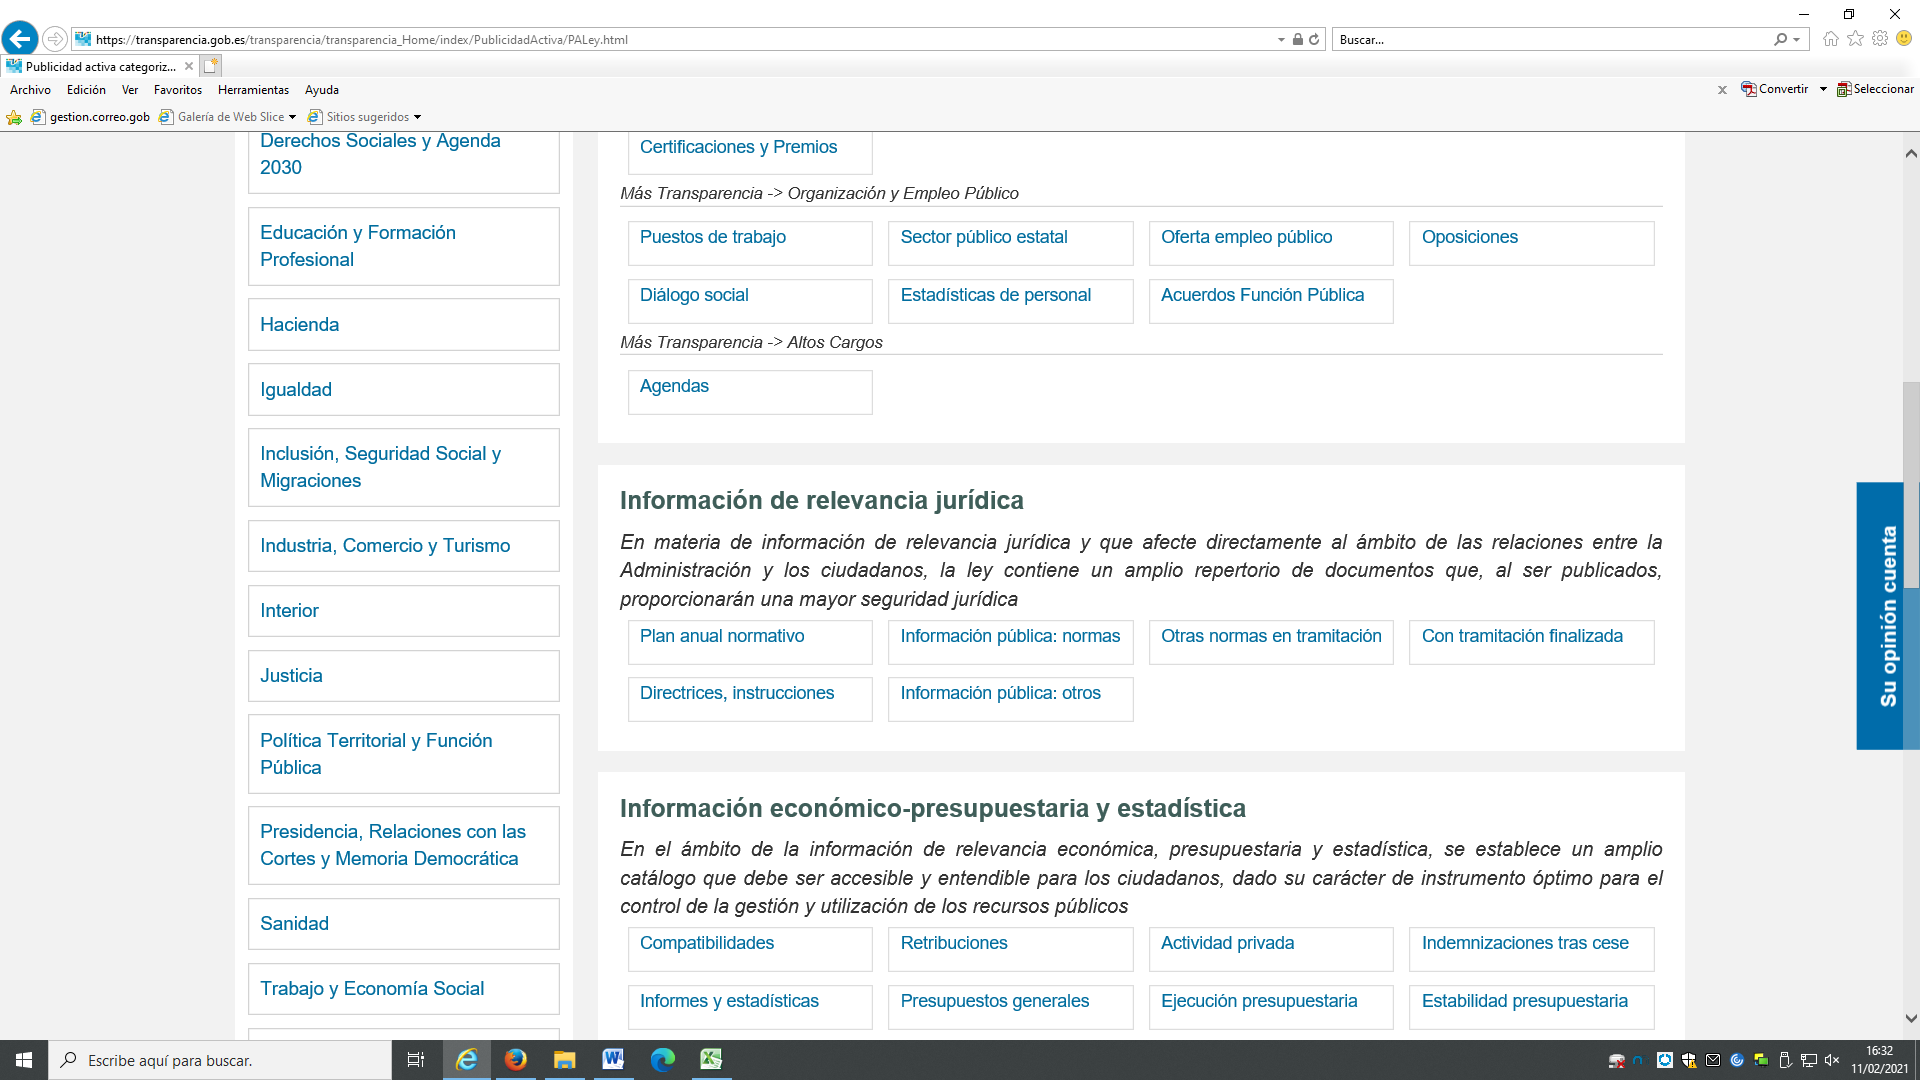 https://transparencia.gob.es/transparencia/transparencia_Home/index/PublicidadActiva/PALey.html
Buscar...
Publicidad activa categoriz...
Archivo Edición Ver Favoritos Herramientas Ayuda
x Convertir Seleccionar
gestion.correo.gob Galería de Web Slice Sitios sugeridos
Derechos Sociales y Agenda
2030
Educación y Formación
Profesional
Hacienda
Igualdad
Inclusión, Seguridad Social y
Migraciones
Industria, Comercio y Turismo
Interior
Justicia
Política Territorial y Función
Pública
Presidencia, Relaciones con las
Cortes y Memoria Democrática
Sanidad
Trabajo y Economía Social
Certificaciones y Premios
Más Transparencia -> Organización y Empleo Público
Puestos de trabajo Sector público estatal Oferta empleo público Oposiciones
Diálogo social Estadísticas de personal Acuerdos Función Pública
Más Transparencia -> Altos Cargos
Agendas
Información de relevancia jurídica
En materia de información de relevancia jurídica y que afecte directamente al ámbito de las relaciones entre la
Administración y los ciudadanos, la ley contiene un amplio repertorio de documentos que, al ser publicados,
proporcionarán una mayor seguridad jurídica
Plan anual normativo Información pública: normas Otras normas en tramitación Con tramitación finalizada
Directrices, instrucciones Información pública: otros
Información económico-presupuestaria y estadística
En el ámbito de la información de relevancia económica, presupuestaria y estadística, se establece un amplio
catálogo que debe ser accesible y entendible para los ciudadanos, dado su carácter de instrumento óptimo para el
control de la gestión y utilización de los recursos públicos
Compatibilidades Retribuciones Actividad privada Indemnizaciones tras cese
Informes y estadísticas Presupuestos generales Ejecución presupuestaria Estabilidad presupuestaria
Su opinión cuenta
Escribe aquí para buscar.
16:32
11/02/2021